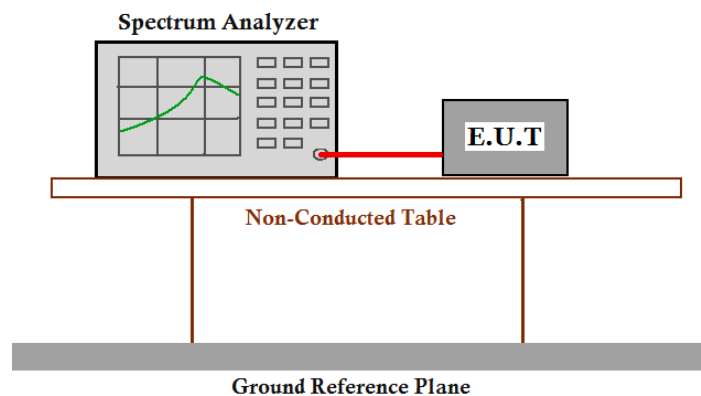 Spectrum Analyzer
E.U.T
Non-Conducted Table
Ground Reference Plane